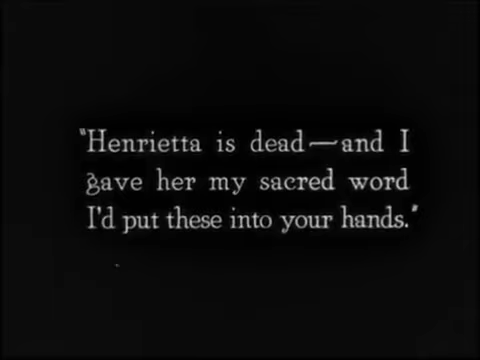 "Henrietta is dead—and I
gave her my sacred word
I'd put these into your hands."